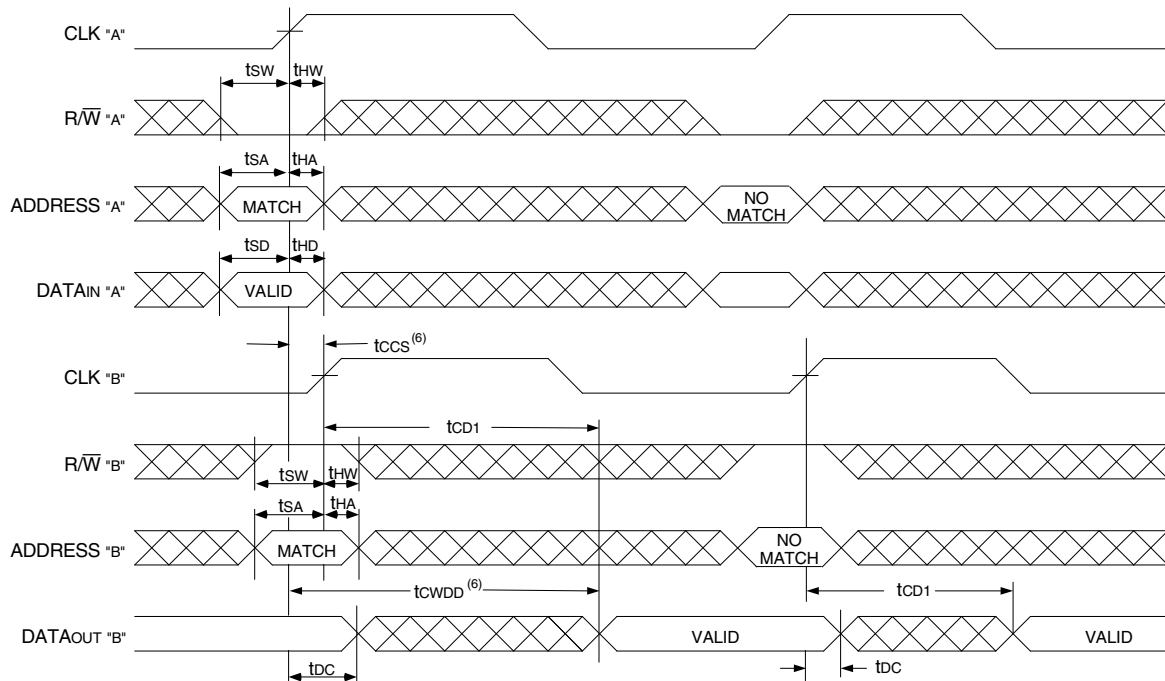 CLK "A"
tSW tHW
R/W̅ "A"
tSA tHA
ADDRESS "A" MATCH NO MATCH
tSD tHD
DATAIN "A" VALID
tCCS(6)
CLK "B"
tCD1
R/W̅ "B"
tSW tHW
tSA tHA
ADDRESS "B" MATCH NO MATCH
tCWDD(6) tCD1
DATAOUT "B" VALID VALID
tDC tDC